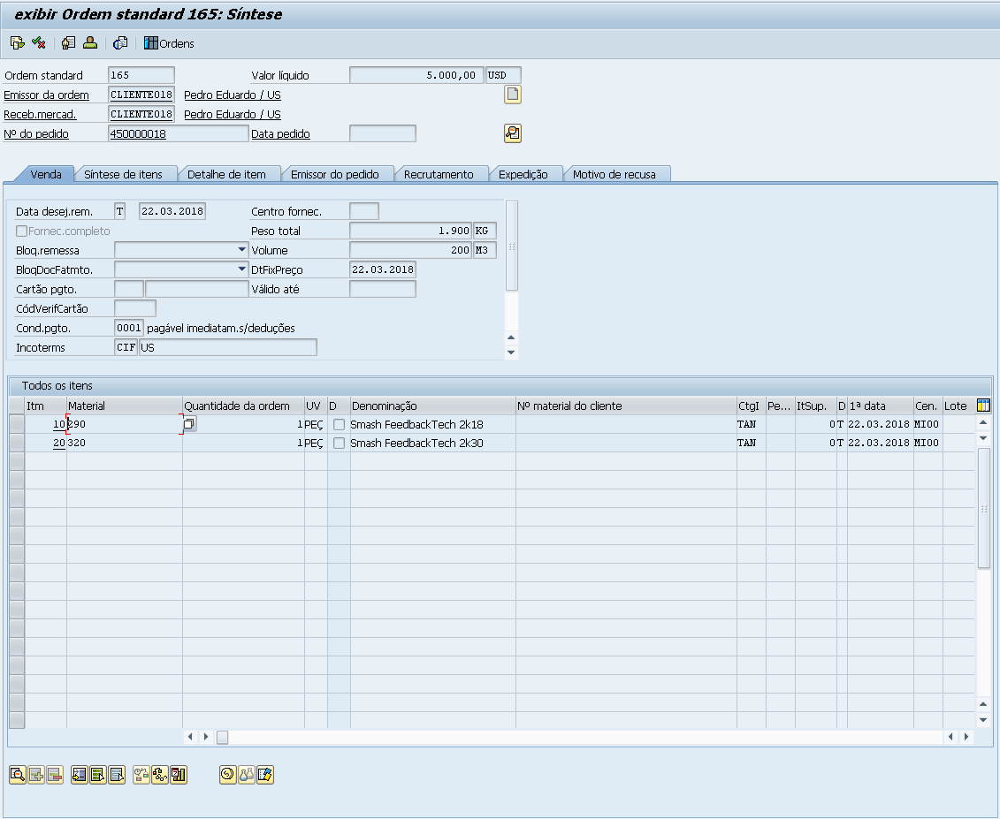 exibir Ordem standard 165: Síntese
Ordens
Ordem standard 165 Valor líquido 5.000,00 USD
Emissor da ordem CLIENTE018 Pedro Eduardo / US
Receb.mercad. CLIENTE018 Pedro Eduardo / US
Nº do pedido 450000018 Data pedido
Venda Síntese de itens Detalhe de item Emissor do pedido Recrutamento Expedição Motivo de recusa
Data desej.rem. T 22.03.2018 Centro fornec.
Fornec.completo Peso total 1.900 KG
Bloq.remessa Volume 200 M3
BloqDocFatmto. DtFixPreço 22.03.2018
Cartão pgto. Válido até
CódVerifCartão
Cond.pgto. 0001 pagável imediatam.s/deduções
Incoterms CIF US
Todos os itens
Itm Material Quantidade da ordem UV D Denominação Nº material do cliente CtgI Pe... ItSup. D 1ª data Cen. Lote
10 290 1 PEÇ Smash FeedbackTech 2k18 TAN 0 T 22.03.2018 MI00
20 320 1 PEÇ Smash FeedbackTech 2k30 TAN 0 T 22.03.2018 MI00